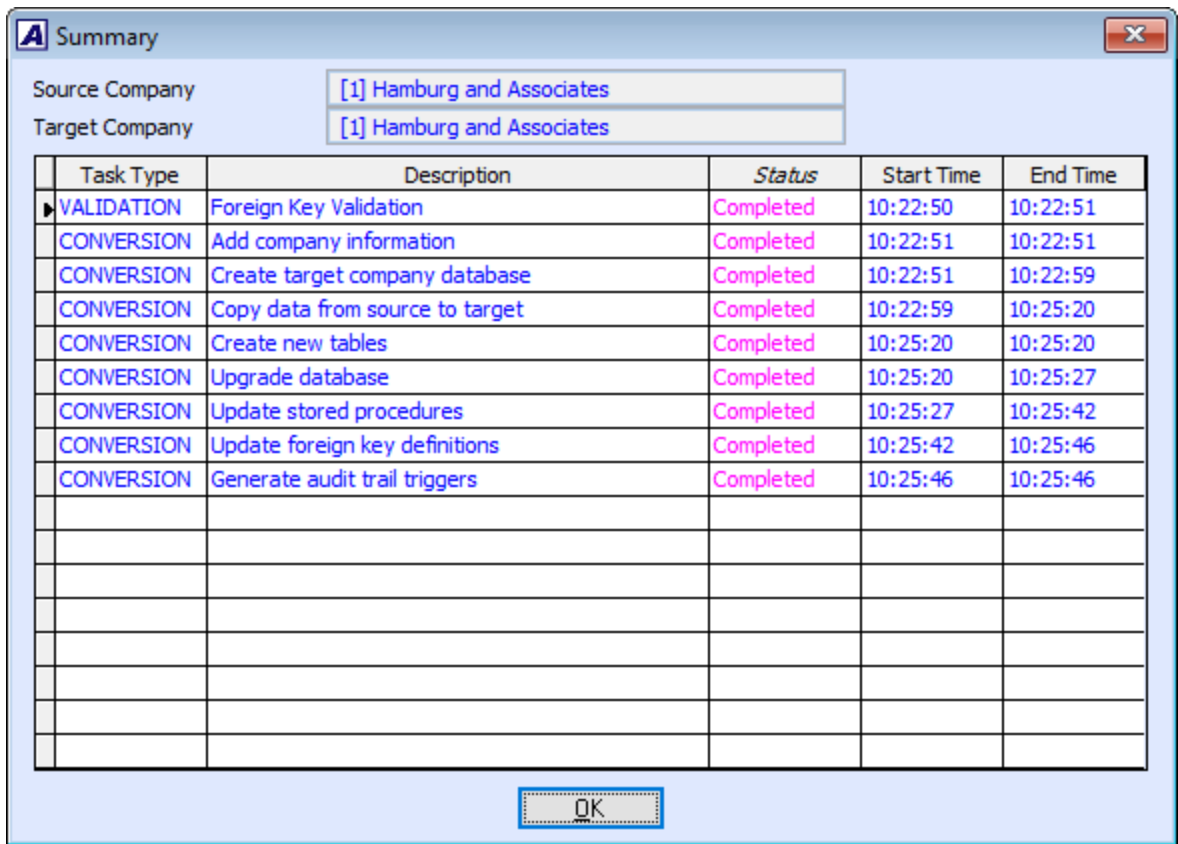 Summary
Source Company [1] Hamburg and Associates
Target Company [1] Hamburg and Associates
Task Type Description Status Start Time End Time
VALIDATION Foreign Key Validation Completed 10:22:50 10:22:51
CONVERSION Add company information Completed 10:22:51 10:22:51
CONVERSION Create target company database Completed 10:22:51 10:22:59
CONVERSION Copy data from source to target Completed 10:22:59 10:25:20
CONVERSION Create new tables Completed 10:25:20 10:25:20
CONVERSION Upgrade database Completed 10:25:20 10:25:27
CONVERSION Update stored procedures Completed 10:25:27 10:25:42
CONVERSION Update foreign key definitions Completed 10:25:42 10:25:46
CONVERSION Generate audit trail triggers Completed 10:25:46 10:25:46
OK